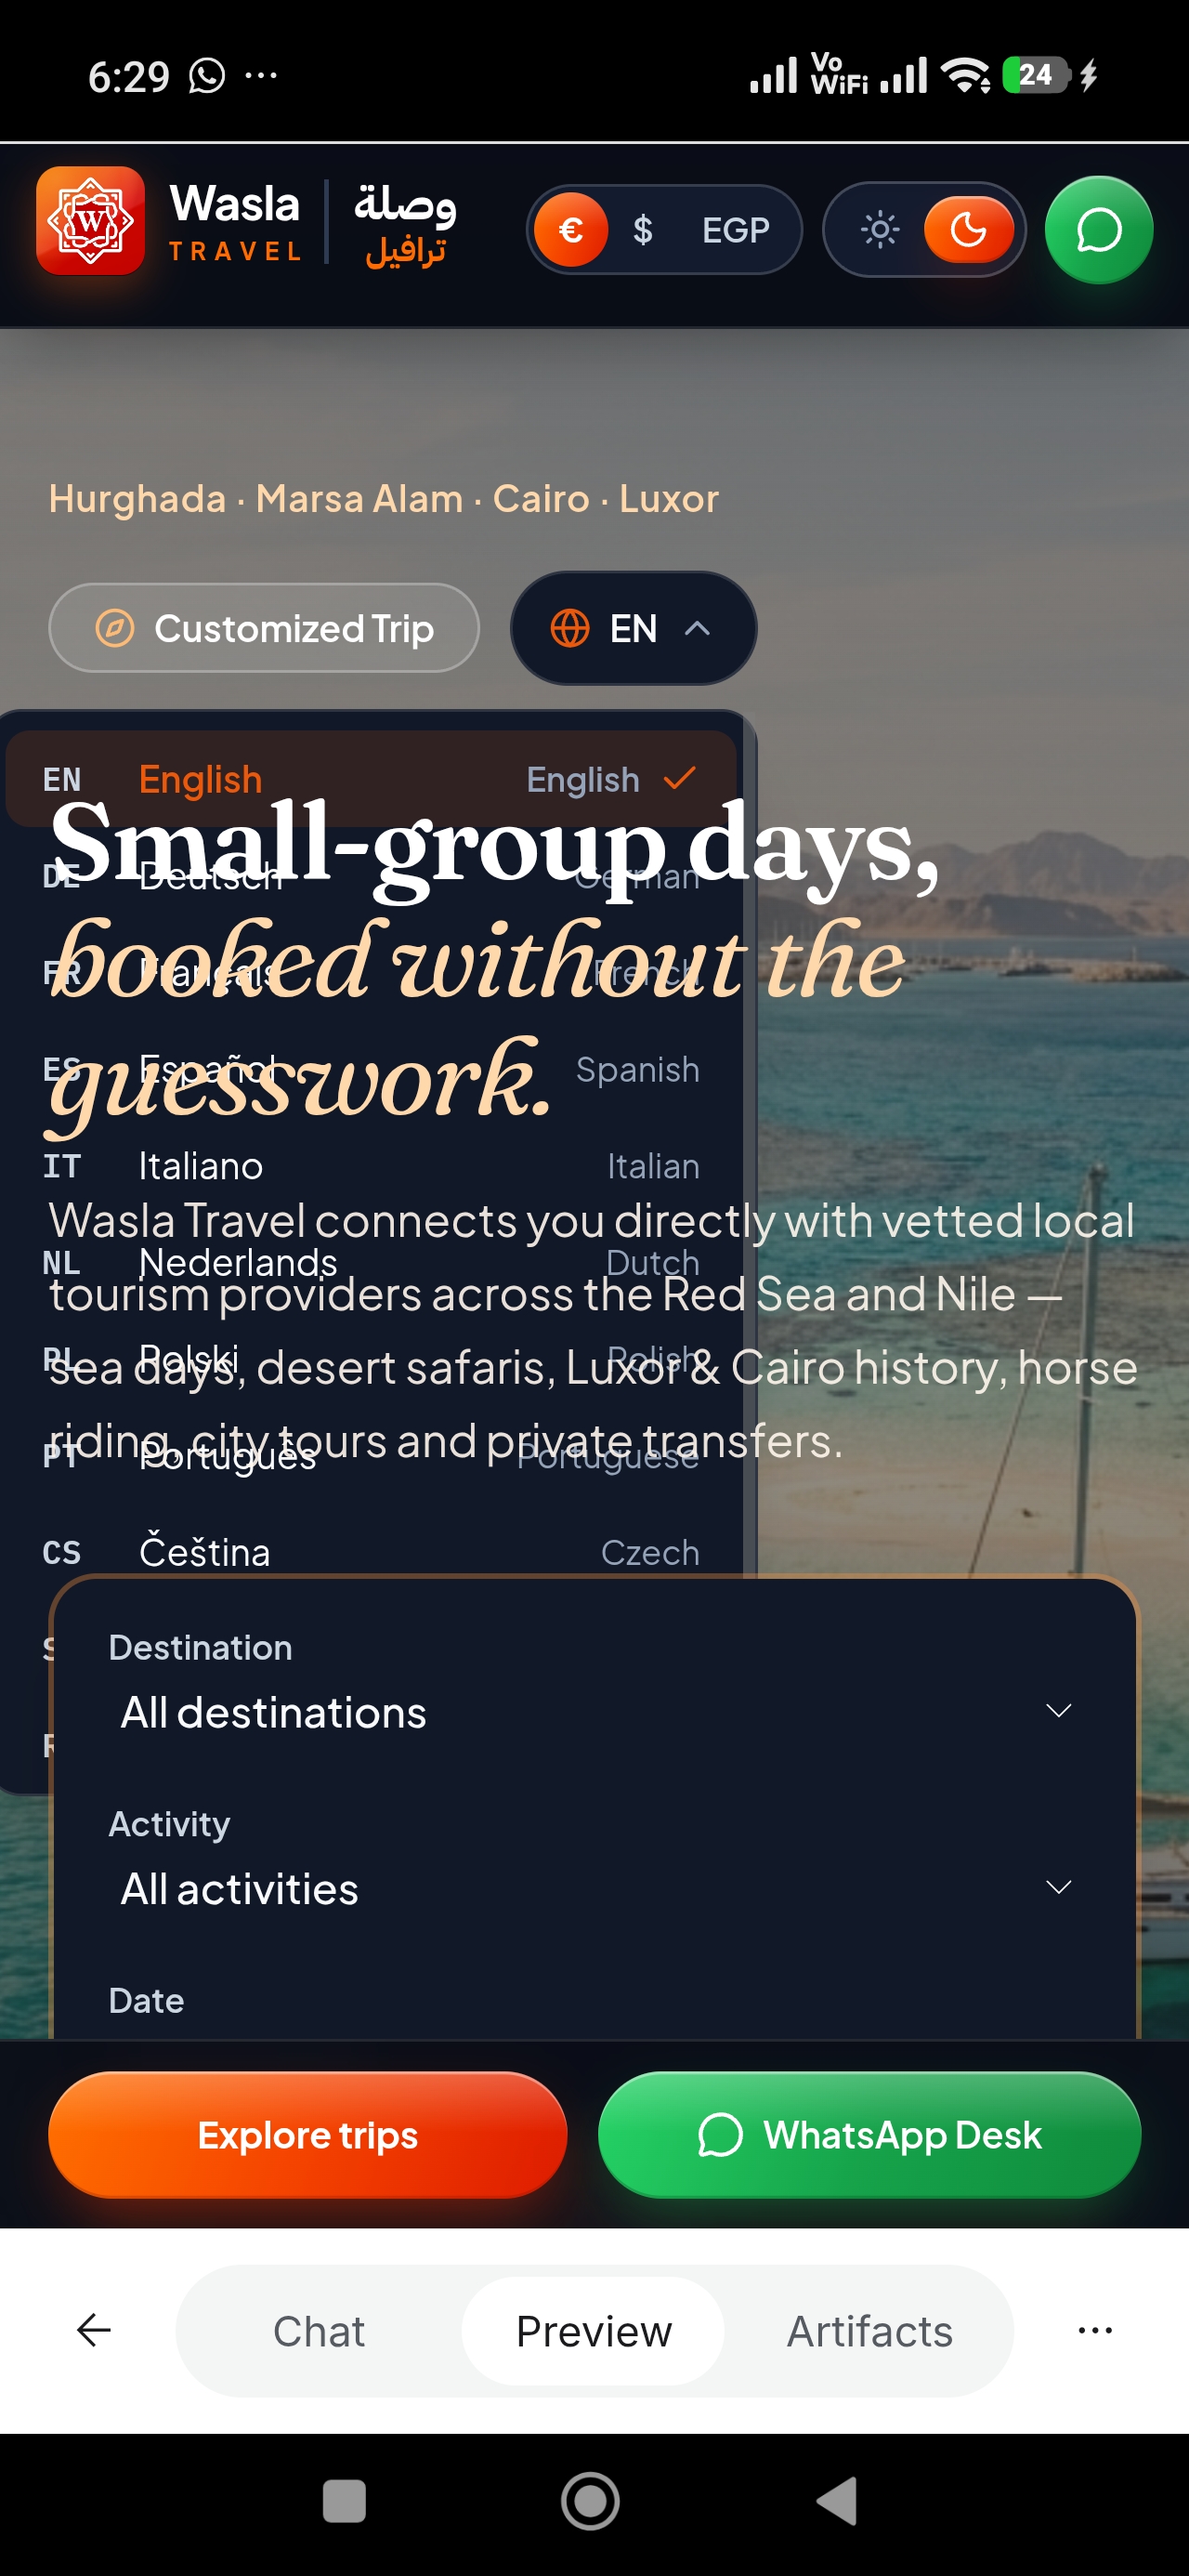 6:29
Vo
WiFi
24
Wasla
TRAVEL
وصلة
ترافيل
W
€ $ EGP
Hurghada · Marsa Alam · Cairo · Luxor
Customized Trip
EN
EN English English
Small-group days,
DE Deutsch German
booked without the
FR Français French
guesswork.
ES Español Spanish
IT Italiano Italian
Wasla Travel connects you directly with vetted local
NL Nederlands Dutch
tourism providers across the Red Sea and Nile —
PL Polski Polish
sea days, desert safaris, Luxor & Cairo history, horse
riding, city tours and private transfers.
PT Português Portuguese
CS Čeština Czech
Destination
All destinations
Activity
All activities
Date
Explore trips
WhatsApp Desk
Chat
Preview
Artifacts